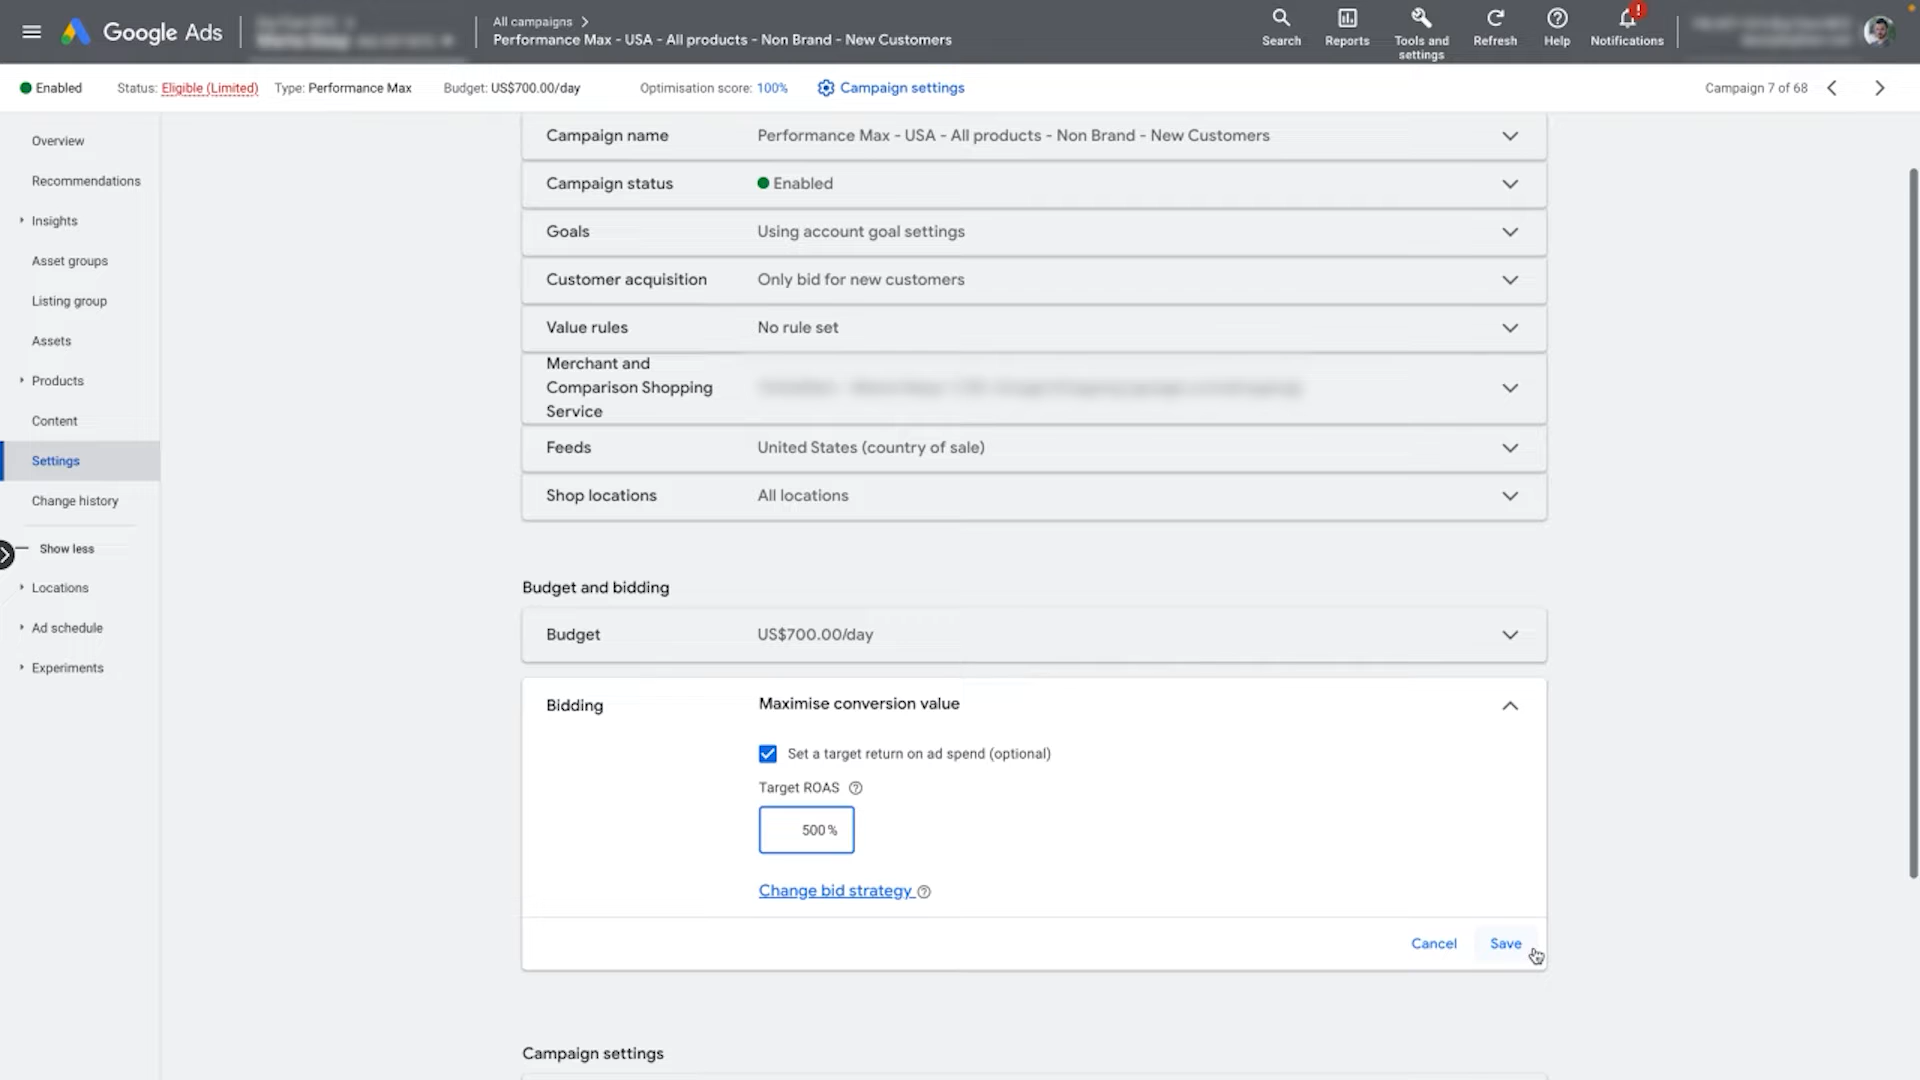 Google Ads
All campaigns
Performance Max - USA - All products - Non Brand - New Customers
Search
Reports
Tools and
settings
Refresh
Help
!
Notifications
Enabled
Status: Eligible (Limited)
Type: Performance Max
Budget: US$700.00/day
Optimisation score: 100%
Campaign settings
Campaign 7 of 68
Overview
Recommendations
Insights
Asset groups
Listing group
Assets
Products
Content
Settings
Change history
Show less
Locations
Ad schedule
Experiments
Campaign name Performance Max - USA - All products - Non Brand - New Customers
Campaign status Enabled
Goals Using account goal settings
Customer acquisition Only bid for new customers
Value rules No rule set
Merchant and
Comparison Shopping
Service
Feeds United States (country of sale)
Shop locations All locations
Budget and bidding
Budget US$700.00/day
Bidding Maximise conversion value
Set a target return on ad spend (optional)
Target ROAS
500%
Change bid strategy
Cancel Save
Campaign settings